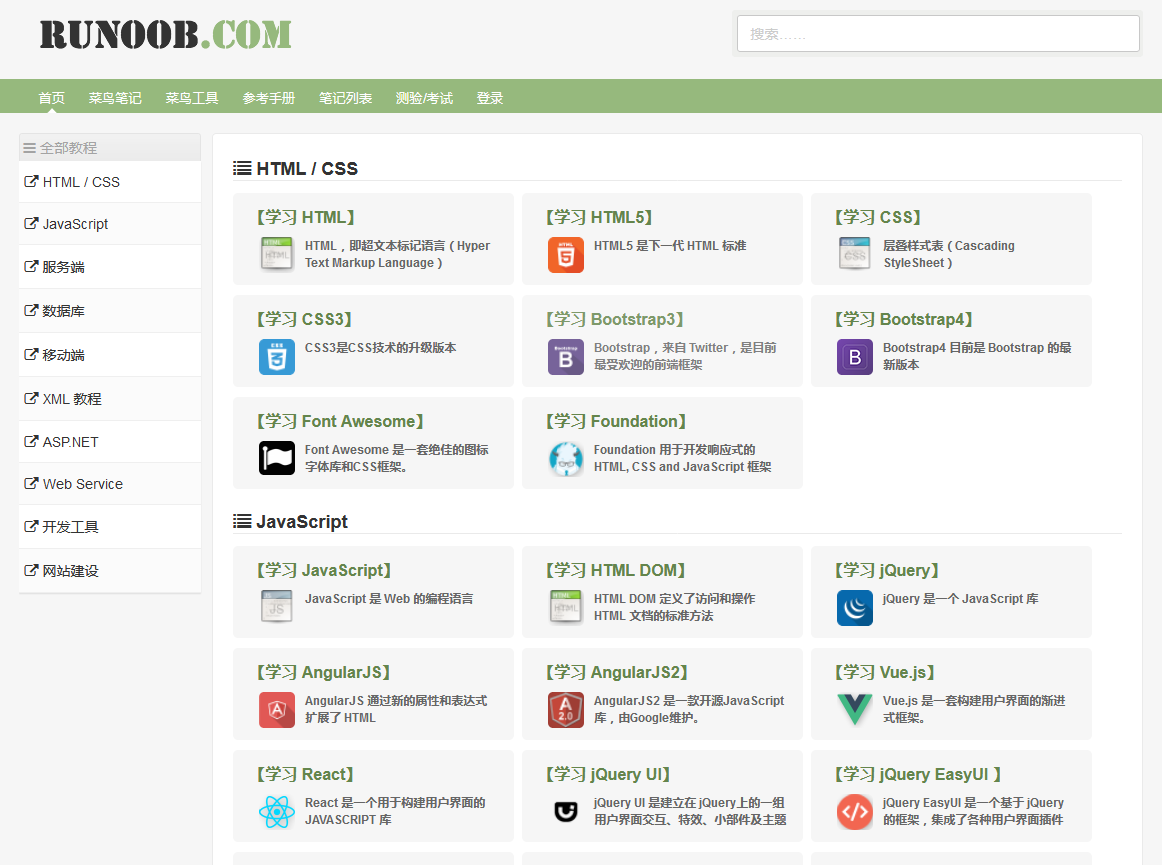 RUNOOB.COM
搜索……
首页 菜鸟笔记 菜鸟工具 参考手册 笔记列表 测验/考试 登录
全部教程
HTML / CSS
JavaScript
服务端
数据库
移动端
XML 教程
ASP.NET
Web Service
开发工具
网站建设
HTML / CSS
【学习 HTML】
HTML，即超文本标记语言（Hyper
Text Markup Language）
【学习 HTML5】
HTML5 是下一代 HTML 标准
【学习 CSS】
层叠样式表（Cascading
StyleSheet）
【学习 CSS3】
CSS3是CSS技术的升级版本
【学习 Bootstrap3】
Bootstrap，来自 Twitter，是目前
最受欢迎的前端框架
【学习 Bootstrap4】
Bootstrap4 目前是 Bootstrap 的最
新版本
【学习 Font Awesome】
Font Awesome 是一套绝佳的图标
字体库和CSS框架。
【学习 Foundation】
Foundation 用于开发响应式的
HTML, CSS and JavaScript 框架
JavaScript
【学习 JavaScript】
JavaScript 是 Web 的编程语言
【学习 HTML DOM】
HTML DOM 定义了访问和操作
HTML 文档的标准方法
【学习 jQuery】
jQuery 是一个 JavaScript 库
【学习 AngularJS】
AngularJS 通过新的属性和表达式
扩展了 HTML
【学习 AngularJS2】
AngularJS2 是一款开源JavaScript
库，由Google维护。
【学习 Vue.js】
Vue.js 是一套构建用户界面的渐进
式框架。
【学习 React】
React 是一个用于构建用户界面的
JAVASCRIPT 库
【学习 jQuery UI】
jQuery UI 是建立在 jQuery上的一组
用户界面交互、特效、小部件及主题
【学习 jQuery EasyUI 】
jQuery EasyUI 是一个基于 jQuery
的框架，集成了各种用户界面插件